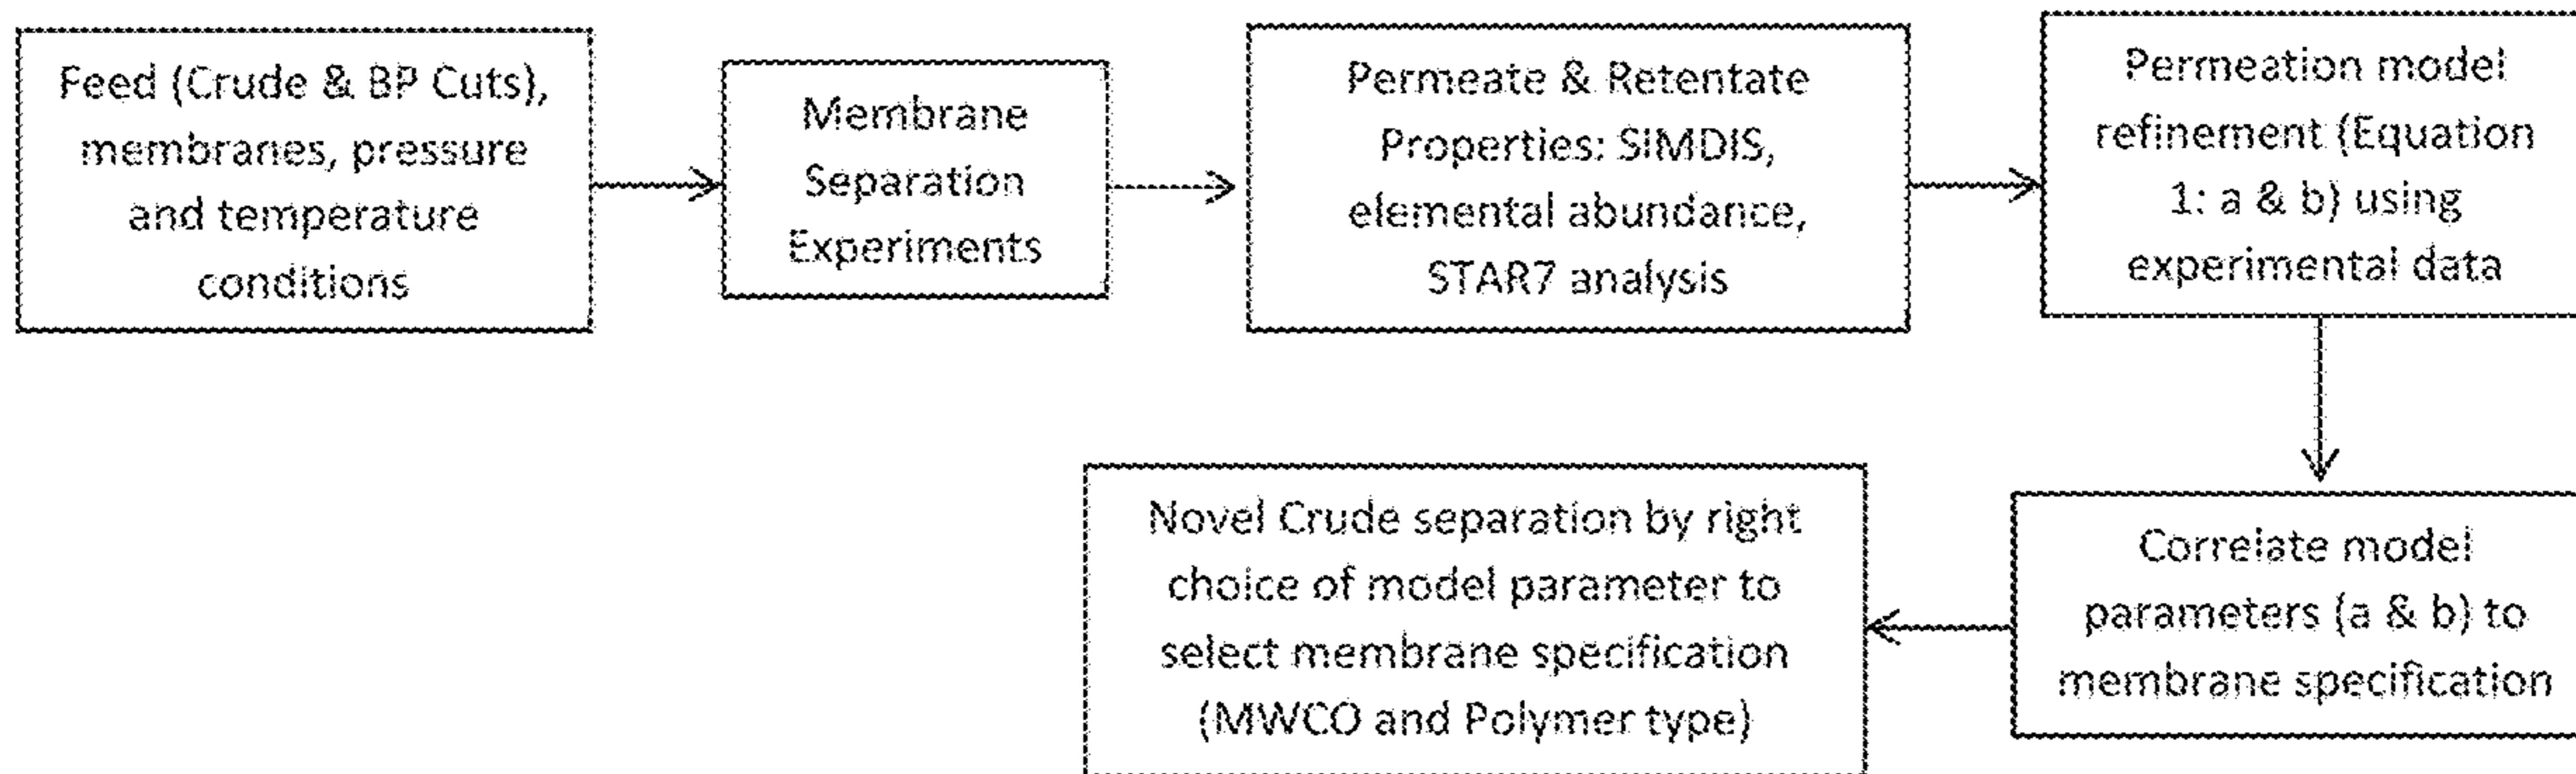 Feed (Crude & BP Cuts),
membranes, pressure
and temperature
conditions
Membrane
Separation
Experiments
Permeate & Retentate
Properties: SIMDIS,
elemental abundance,
STAR7 analysis
Permeation model
refinement (Equation
1: a & b) using
experimental data
Correlate model
parameters (a & b) to
membrane specification
Novel Crude separation by right
choice of model parameter to
select membrane specification
(MWCO and Polymer type)